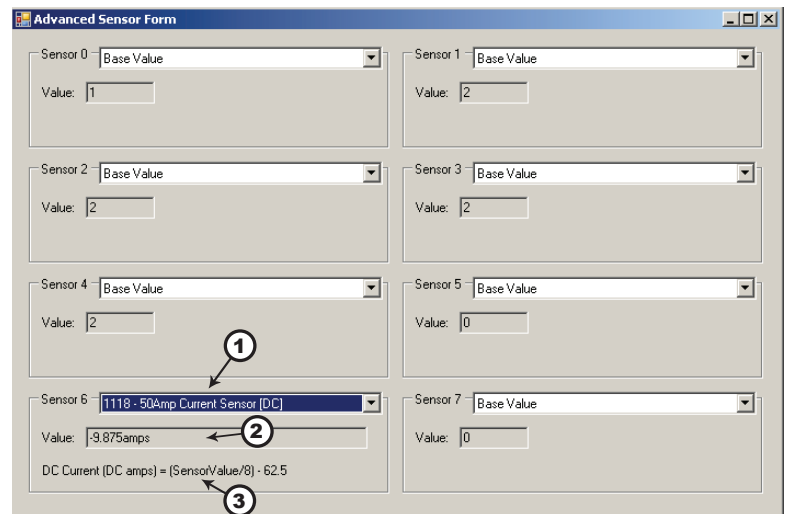 Advanced Sensor Form
Sensor 0 Base Value
Value: 1
Sensor 1 Base Value
Value: 2
Sensor 2 Base Value
Value: 2
Sensor 3 Base Value
Value: 2
Sensor 4 Base Value
Value: 2
Sensor 5 Base Value
Value: 0
1
Sensor 6 1118 - 50Amp Current Sensor [DC]
Value: -9.875amps
2
DC Current (DC amps) = (SensorValue/8) - 62.5
3
Sensor 7 Base Value
Value: 0